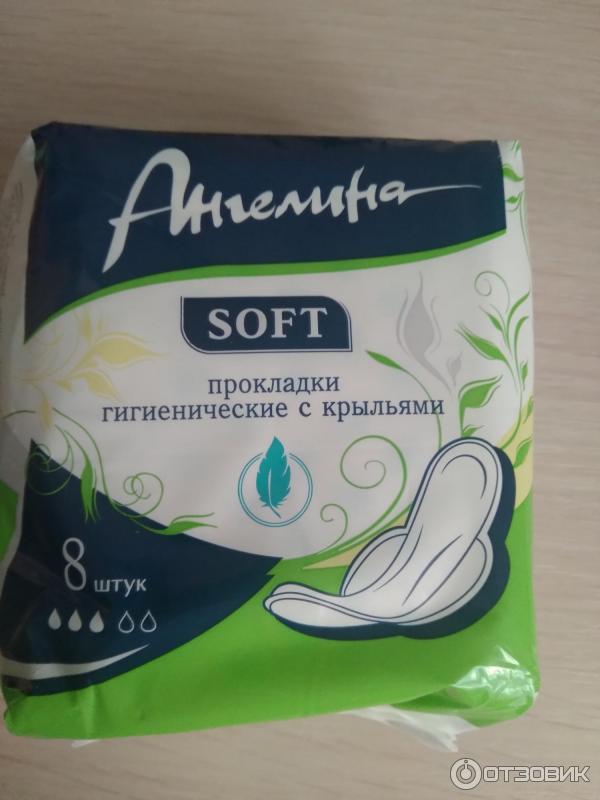 Ангелина
SOFT
прокладки
гигиенические с крыльями
8 штук
ОТЗОВИК